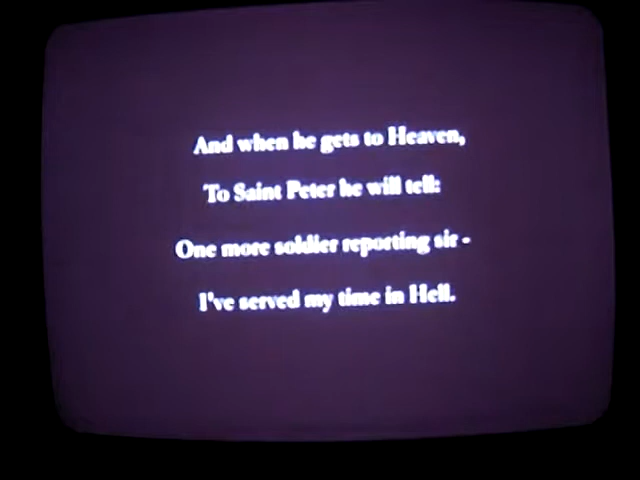 And when he gets to Heaven,
To Saint Peter he will tell:
One more soldier reporting sir -
I've served my time in Hell.